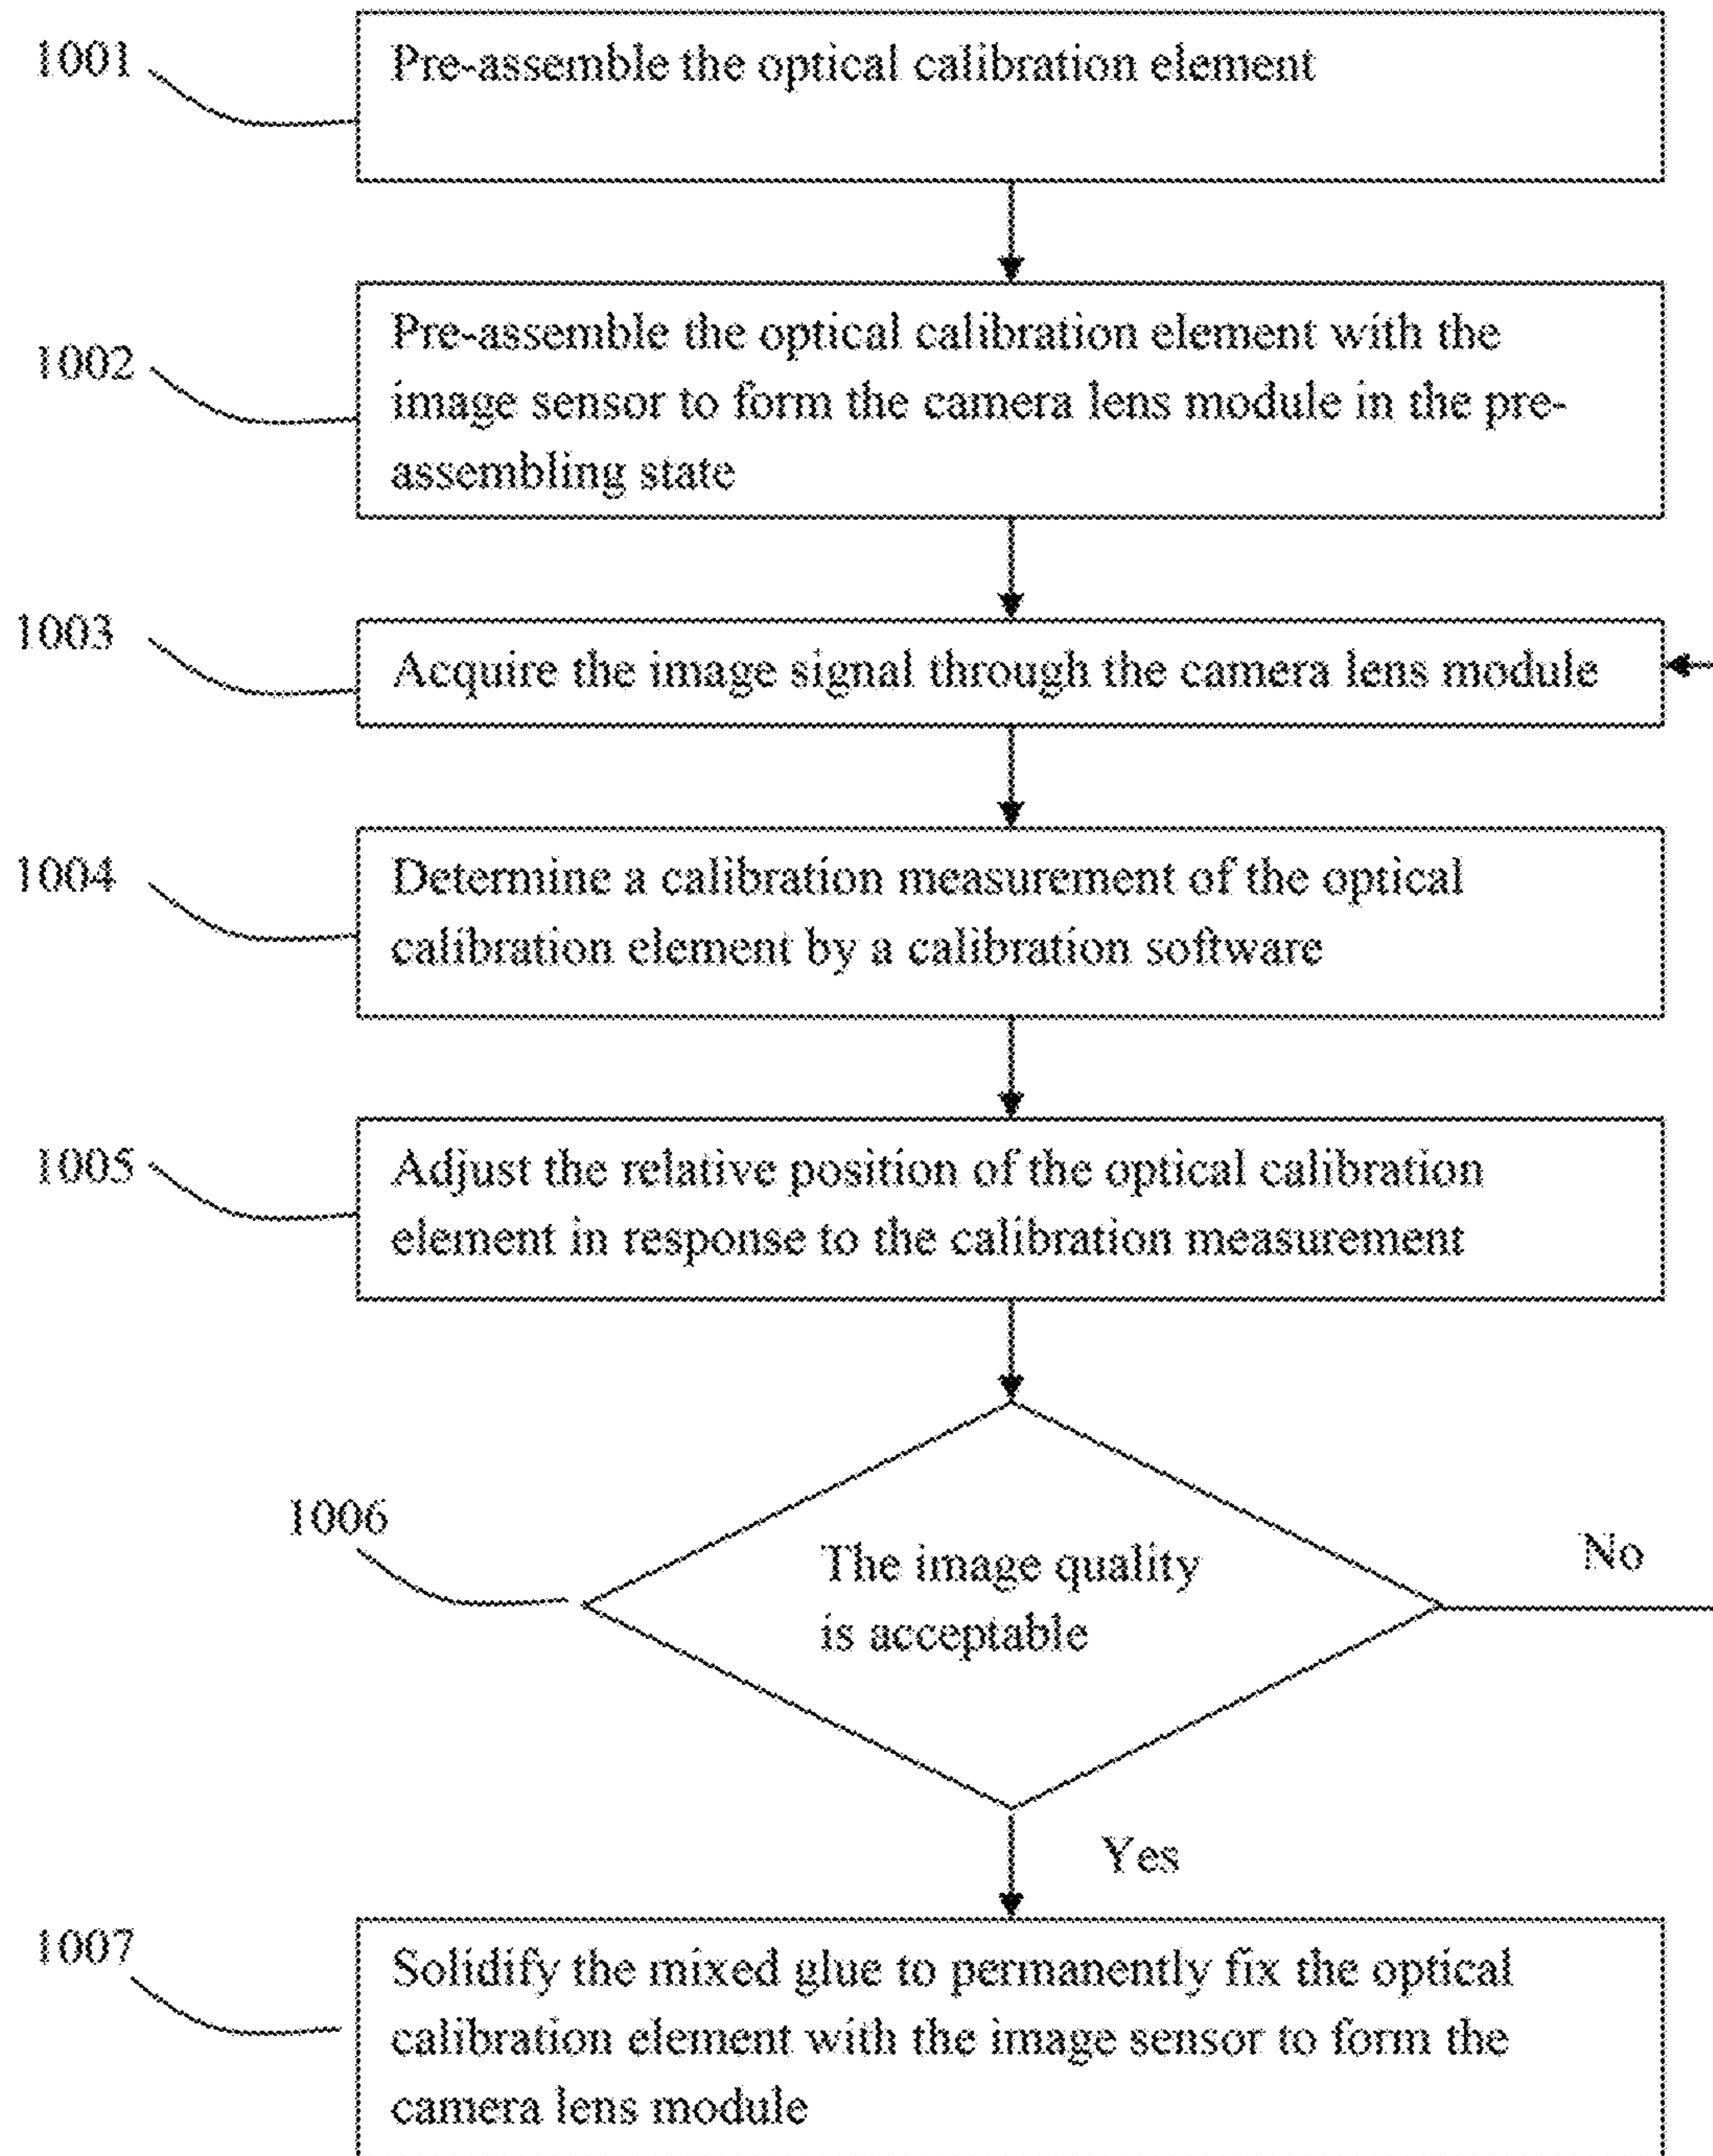 1001
Pre-assemble the optical calibration element
1002
Pre-assemble the optical calibration element with the
image sensor to form the camera lens module in the pre-
assembling state
1003
Acquire the image signal through the camera lens module
1004
Determine a calibration measurement of the optical
calibration element by a calibration software
1005
Adjust the relative position of the optical calibration
element in response to the calibration measurement
1006
The image quality
is acceptable
No
Yes
1007
Solidify the mixed glue to permanently fix the optical
calibration element with the image sensor to form the
camera lens module